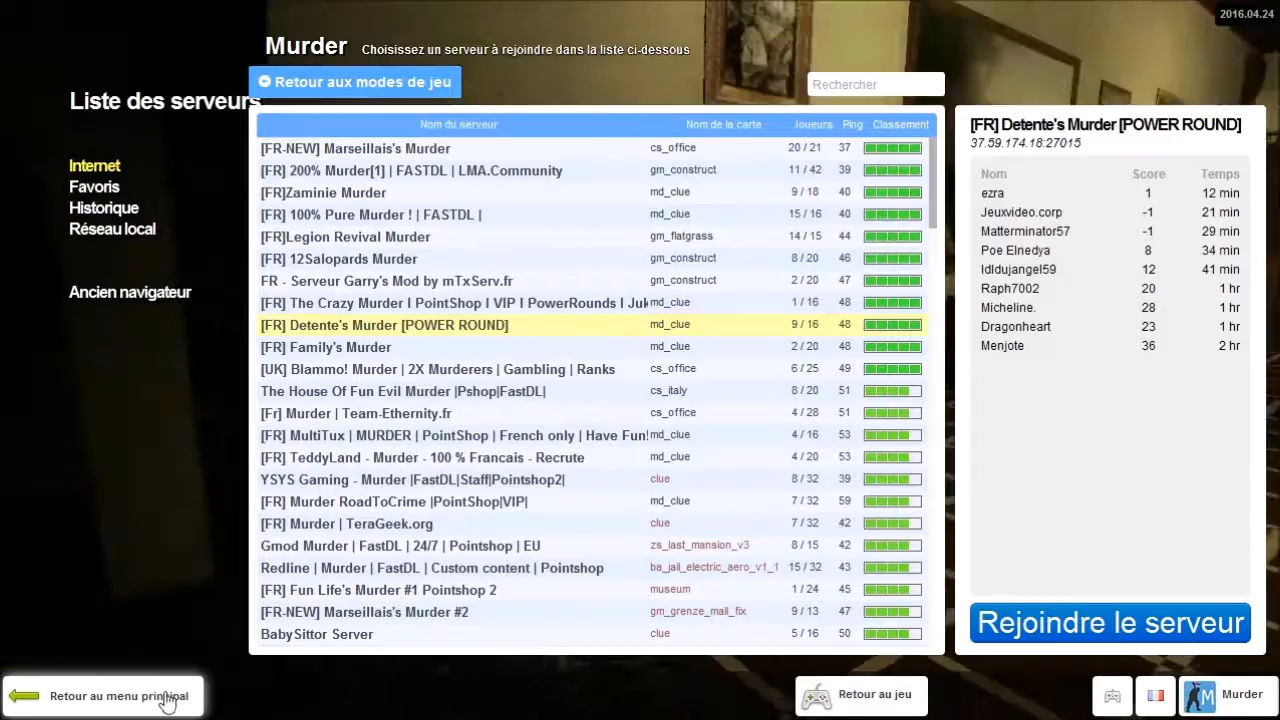 2016.04.24
Murder Choisissez un serveur à rejoindre dans la liste ci-dessous
Retour aux modes de jeu
Rechercher
Liste des serveurs
Internet
Favoris
Historique
Réseau local
Ancien navigateur
Nom du serveur Nom de la carte Joueurs Ping Classement
[FR-NEW] Marseillais's Murder cs_office 20 / 21 37
[FR] 200% Murder[1] | FASTDL | LMA.Community gm_construct 11 / 42 39
[FR]Zaminie Murder md_clue 9 / 18 40
[FR] 100% Pure Murder ! | FASTDL | md_clue 15 / 16 40
[FR]Legion Revival Murder gm_flatgrass 14 / 15 44
[FR] 12Salopards Murder gm_construct 8 / 20 46
FR - Serveur Garry's Mod by mTxServ.fr gm_construct 2 / 20 47
[FR] The Crazy Murder I PointShop I VIP I PowerRounds I Juk md_clue 1 / 16 48
[FR] Detente's Murder [POWER ROUND] md_clue 9 / 16 48
[FR] Family's Murder md_clue 2 / 20 48
[UK] Blammo! Murder | 2X Murderers | Gambling | Ranks cs_office 6 / 25 49
The House Of Fun Evil Murder |Pshop|FastDL| cs_italy 8 / 20 51
[Fr] Murder | Team-Ethernity.fr cs_office 4 / 28 51
[FR] MultiTux | MURDER | PointShop | French only | Have Fun! md_clue 4 / 16 53
[FR] TeddyLand - Murder - 100 % Francais - Recrute md_clue 4 / 20 53
YSYS Gaming - Murder |FastDL|Staff|Pointshop2| clue 8 / 32 39
[FR] Murder RoadToCrime |PointShop|VIP| md_clue 7 / 32 59
[FR] Murder | TeraGeek.org clue 7 / 32 42
Gmod Murder | FastDL | 24/7 | Pointshop | EU zs_last_mansion_v3 8 / 15 42
Redline | Murder | FastDL | Custom content | Pointshop ba_jail_electric_aero_v1_1 15 / 32 43
[FR] Fun Life's Murder #1 Pointshop 2 museum 1 / 24 45
[FR-NEW] Marseillais's Murder #2 gm_grenze_mall_fix 9 / 13 47
BabySittor Server clue 5 / 16 50
[FR] Detente's Murder [POWER ROUND]
37.59.174.18:27015
Nom Score Temps
ezra 1 12 min
Jeuxvideo.corp -1 21 min
Matterminator57 -1 29 min
Poe Elnedya 8 34 min
ldldujangel59 12 41 min
Raph7002 20 1 hr
Micheline. 28 1 hr
Dragonheart 23 1 hr
Menjote 36 2 hr
Rejoindre le serveur
Retour au menu principal
Retour au jeu
M Murder